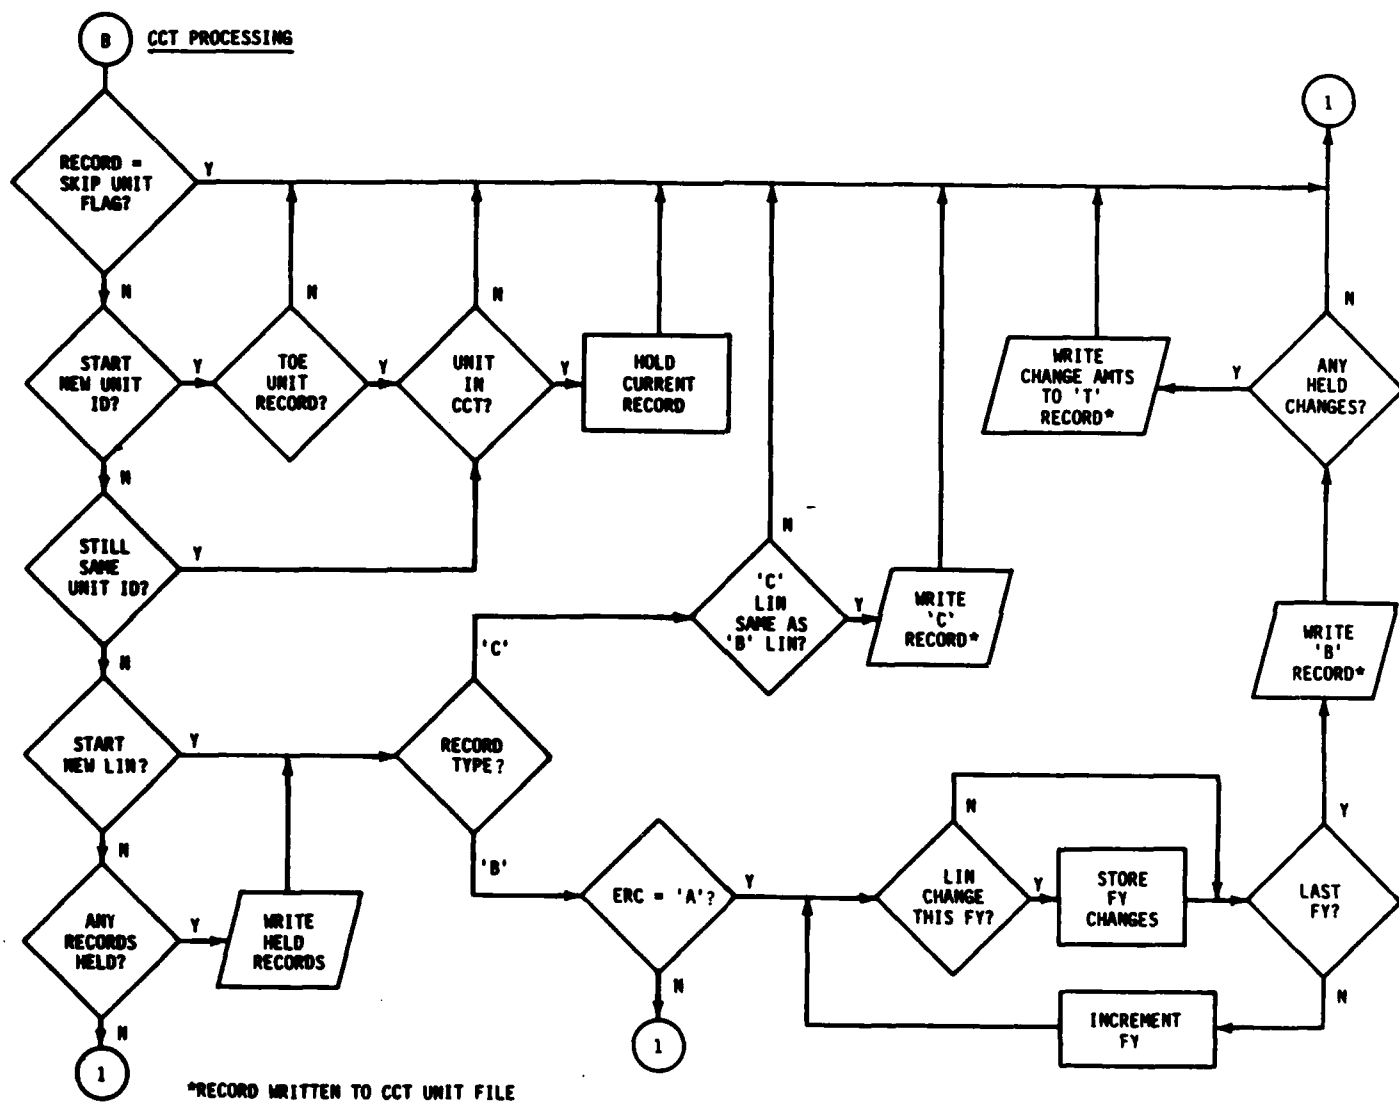 B CCT PROCESSING
1
RECORD =
SKIP UNIT
FLAG?
Y
N
START
NEW UNIT
ID?
Y
N
TOE
UNIT
RECORD?
N
Y
UNIT
IN
CCT?
N
Y
HOLD
CURRENT
RECORD
WRITE
CHANGE AMTS
TO 'T'
RECORD*
Y
ANY
HELD
CHANGES?
N
STILL
SAME
UNIT ID?
Y
N
'C'
LIN
SAME AS
'B' LIN?
N
Y
WRITE
'C'
RECORD*
WRITE
'B'
RECORD*
START
NEW LIN?
Y
N
RECORD
TYPE?
'C'
'B'
ERC = 'A'?
Y
N
1
LIN
CHANGE
THIS FY?
N
Y
STORE
FY
CHANGES
LAST
FY?
Y
N
INCREMENT
FY
ANY
RECORDS
HELD?
Y
N
WRITE
HELD
RECORDS
1
*RECORD WRITTEN TO CCT UNIT FILE